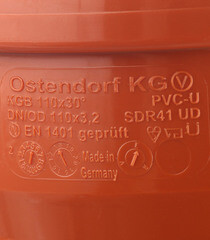 Ostendorf KG V
KGB 110x30° PVC-U
DN/OD 110x3,2 SDR41 UD
EN 1401 geprüft Ü
Made in
Germany